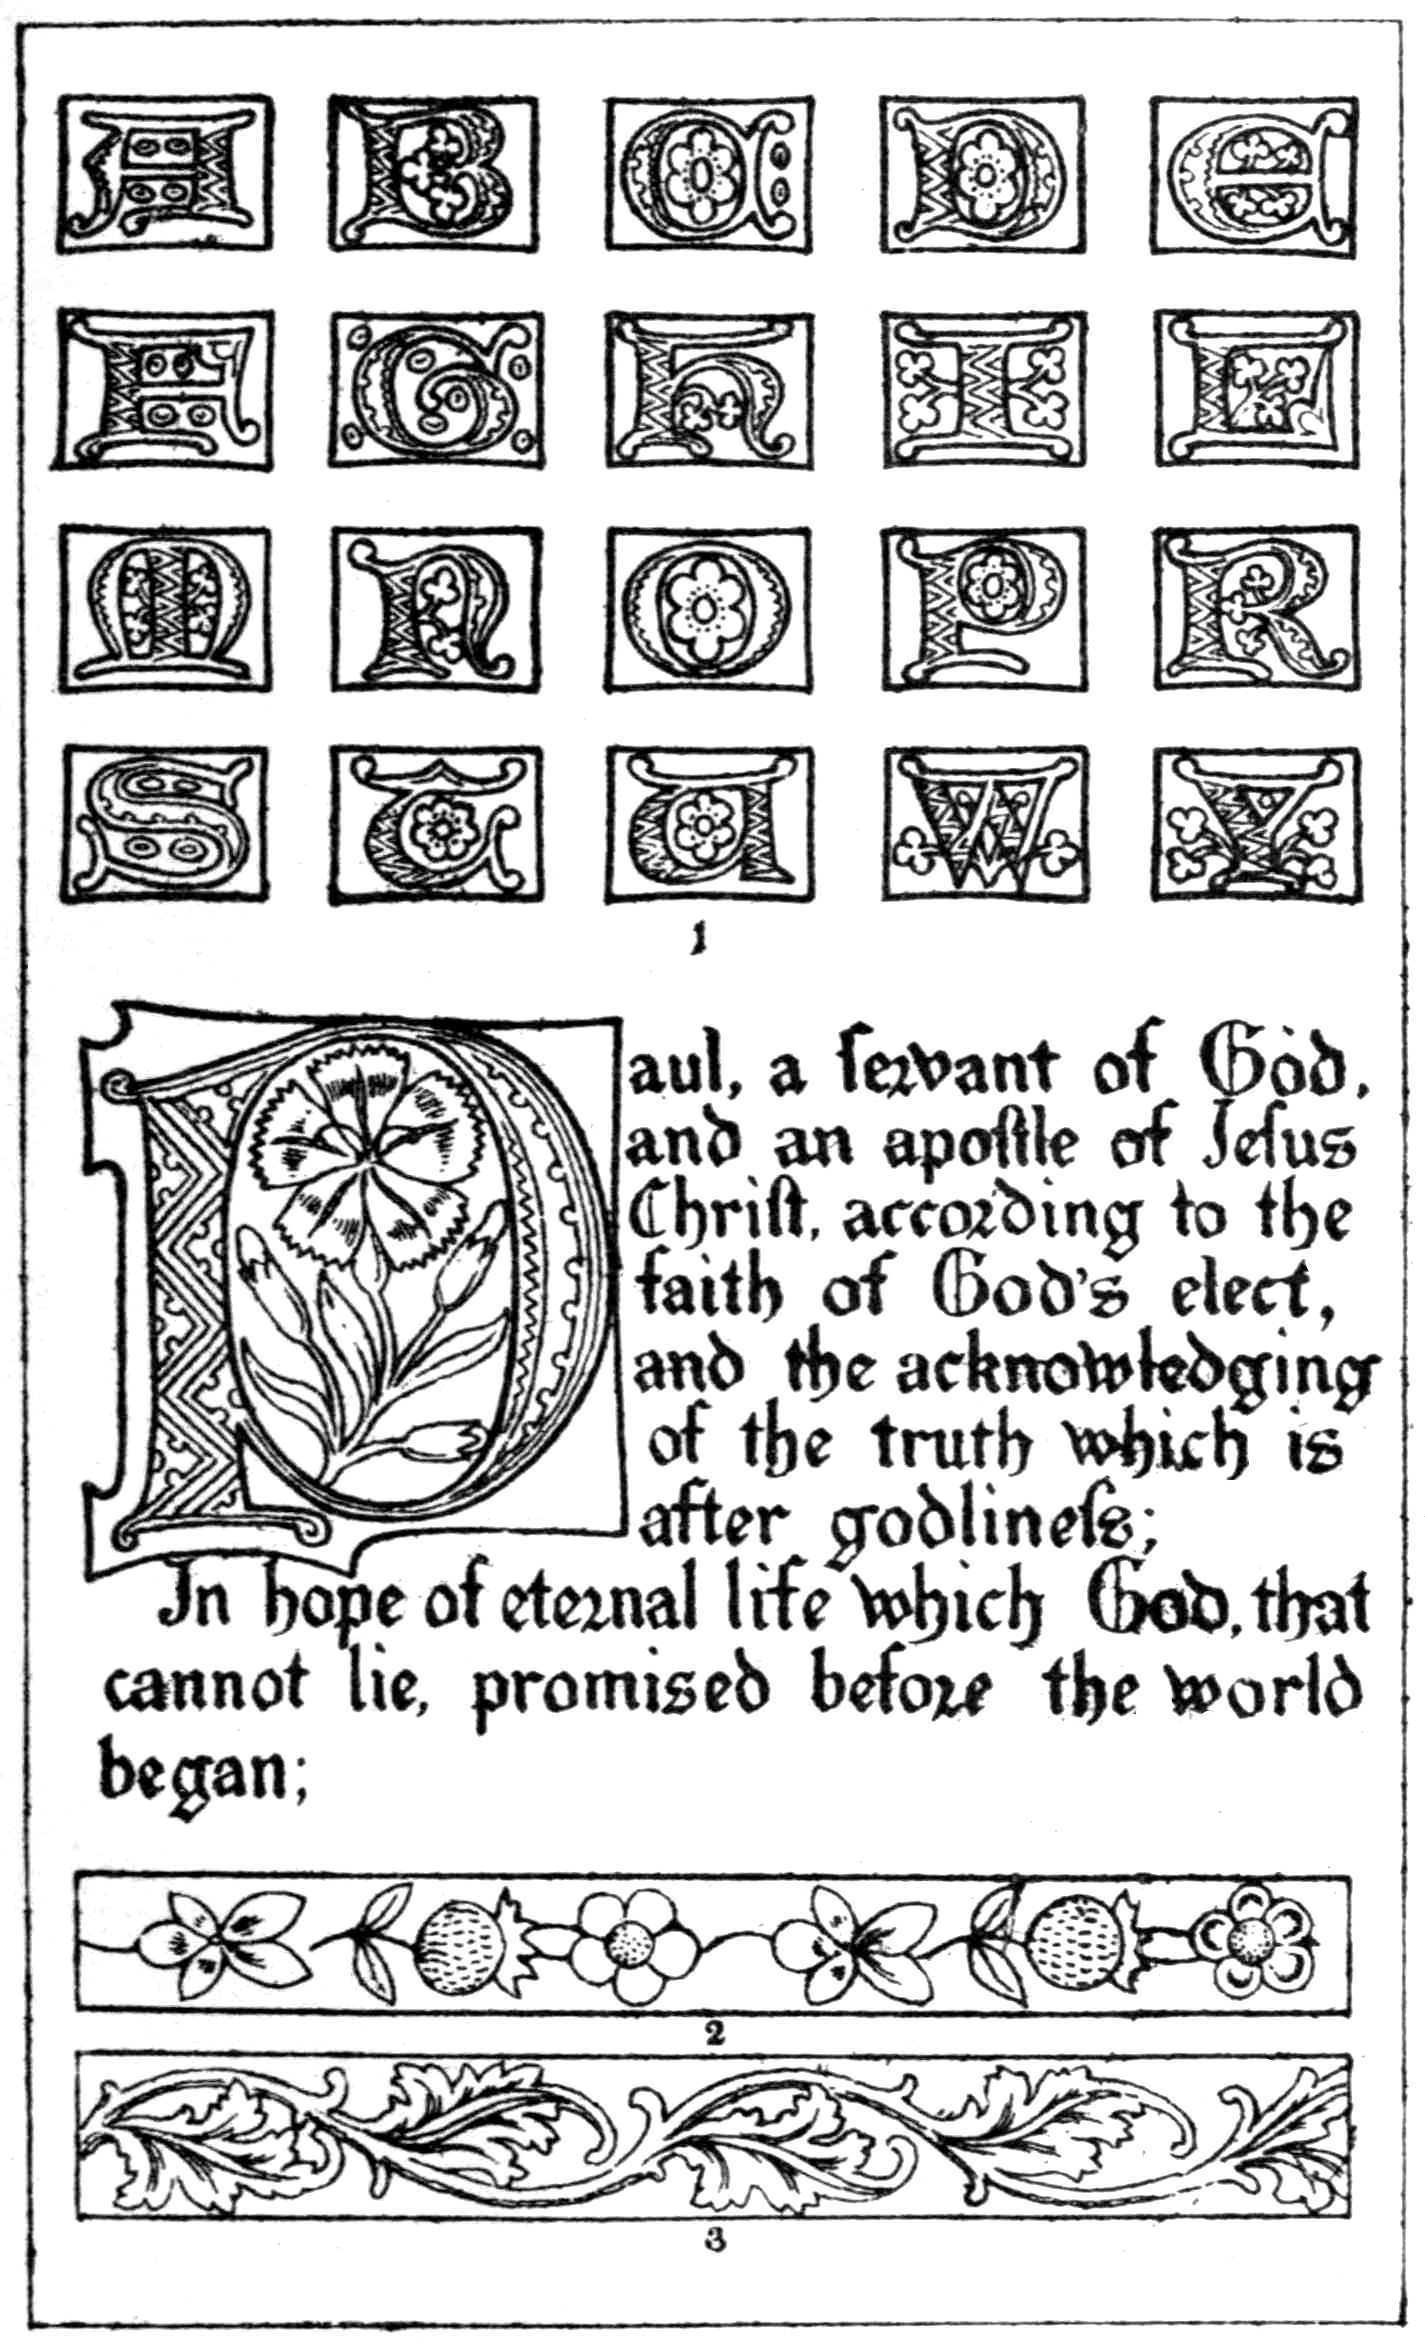 A B C D E
F G H I L
M N O P R
S T U W Y
1
Paul, a ſervant of God,
and an apoſtle of Jeſus
Chriſt, according to the
faith of God's elect,
and the acknowledging
of the truth which is
after godlineſs;
In hope of eternal life which God, that
cannot lie, promised before the world
began;
2
3